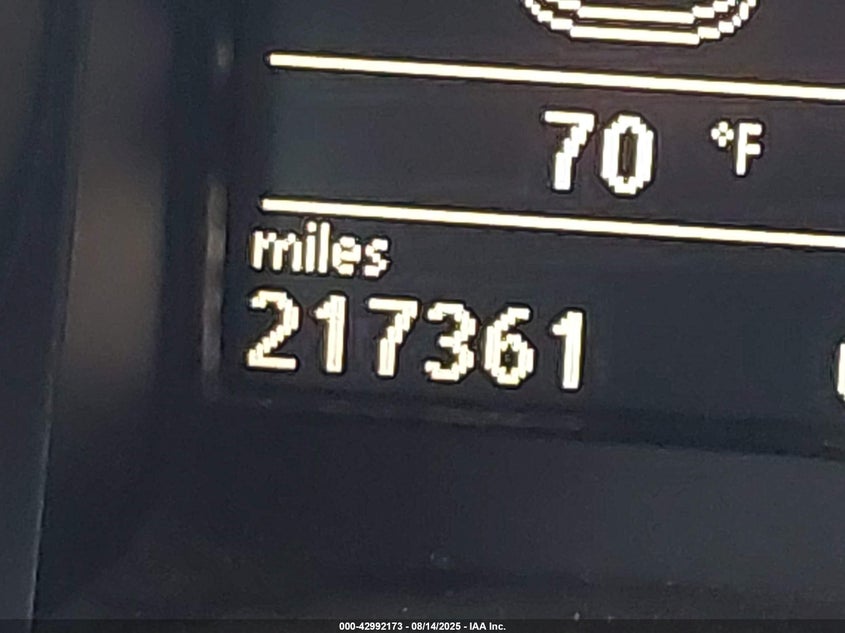 70 °F
miles
217361
000-42992173 - 08/14/2025 - IAA Inc.